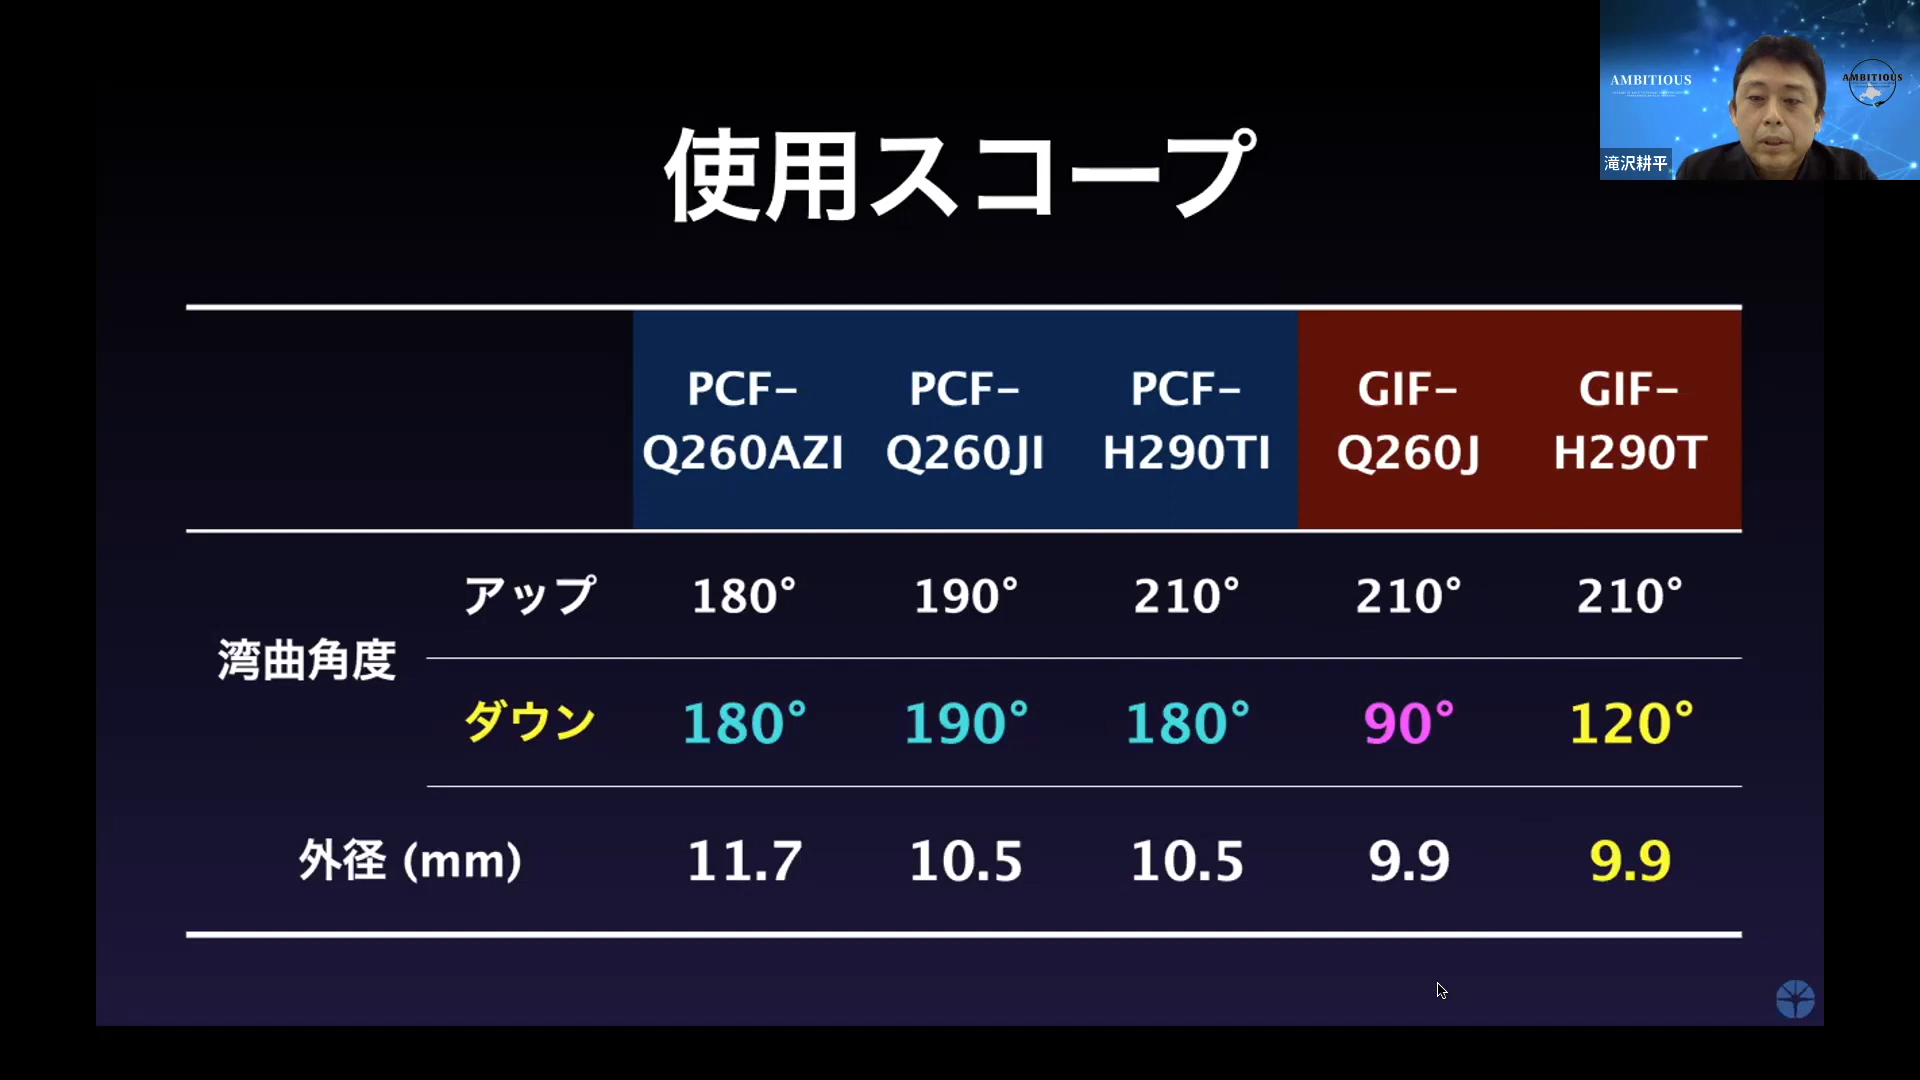 AMBITIOUS
AMBITIOUS
滝沢耕平
使用スコープ
PCF-
Q260AZI
PCF-
Q260JI
PCF-
H290TI
GIF-
Q260J
GIF-
H290T
湾曲角度
アップ 180° 190° 210° 210° 210°
ダウン 180° 190° 180° 90° 120°
外径 (mm) 11.7 10.5 10.5 9.9 9.9